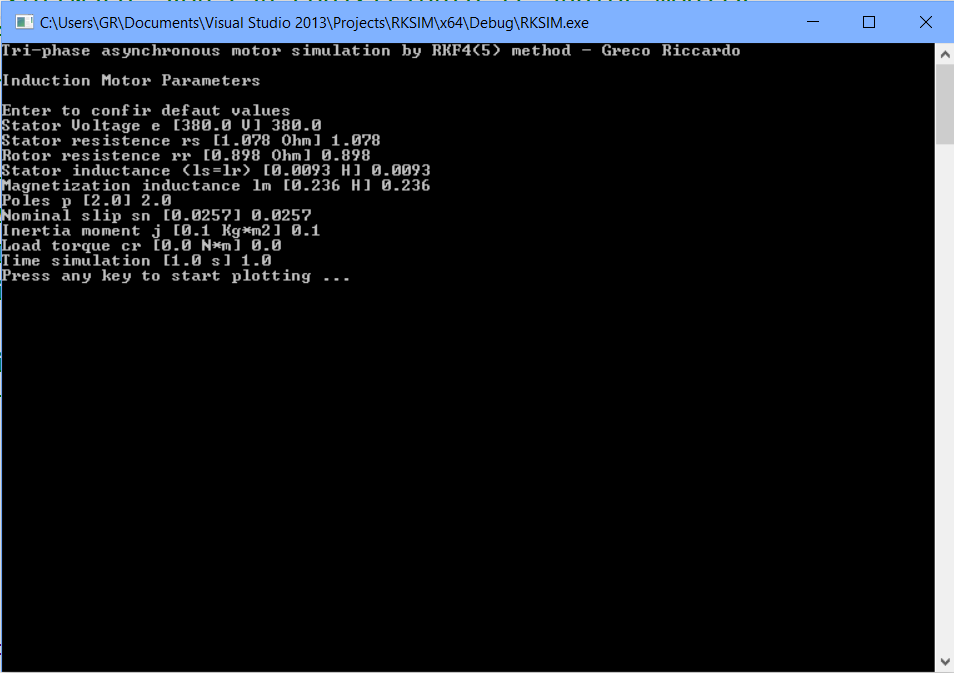 C:\Users\GR\Documents\Visual Studio 2013\Projects\RKSIM\x64\Debug\RKSIM.exe
Tri-phase asynchronous motor simulation by RKF4(5) method - Greco Riccardo
Induction Motor Parameters
Enter to confir defaut values
Stator Voltage e [380.0 V] 380.0
Stator resistence rs [1.078 Ohm] 1.078
Rotor resistence rr [0.898 Ohm] 0.898
Stator inductance (ls=lr) [0.0093 H] 0.0093
Magnetization inductance lm [0.236 H] 0.236
Poles p [2.0] 2.0
Nominal slip sn [0.0257] 0.0257
Inertia moment j [0.1 Kg*m2] 0.1
Load torque cr [0.0 N*m] 0.0
Time simulation [1.0 s] 1.0
Press any key to start plotting ...